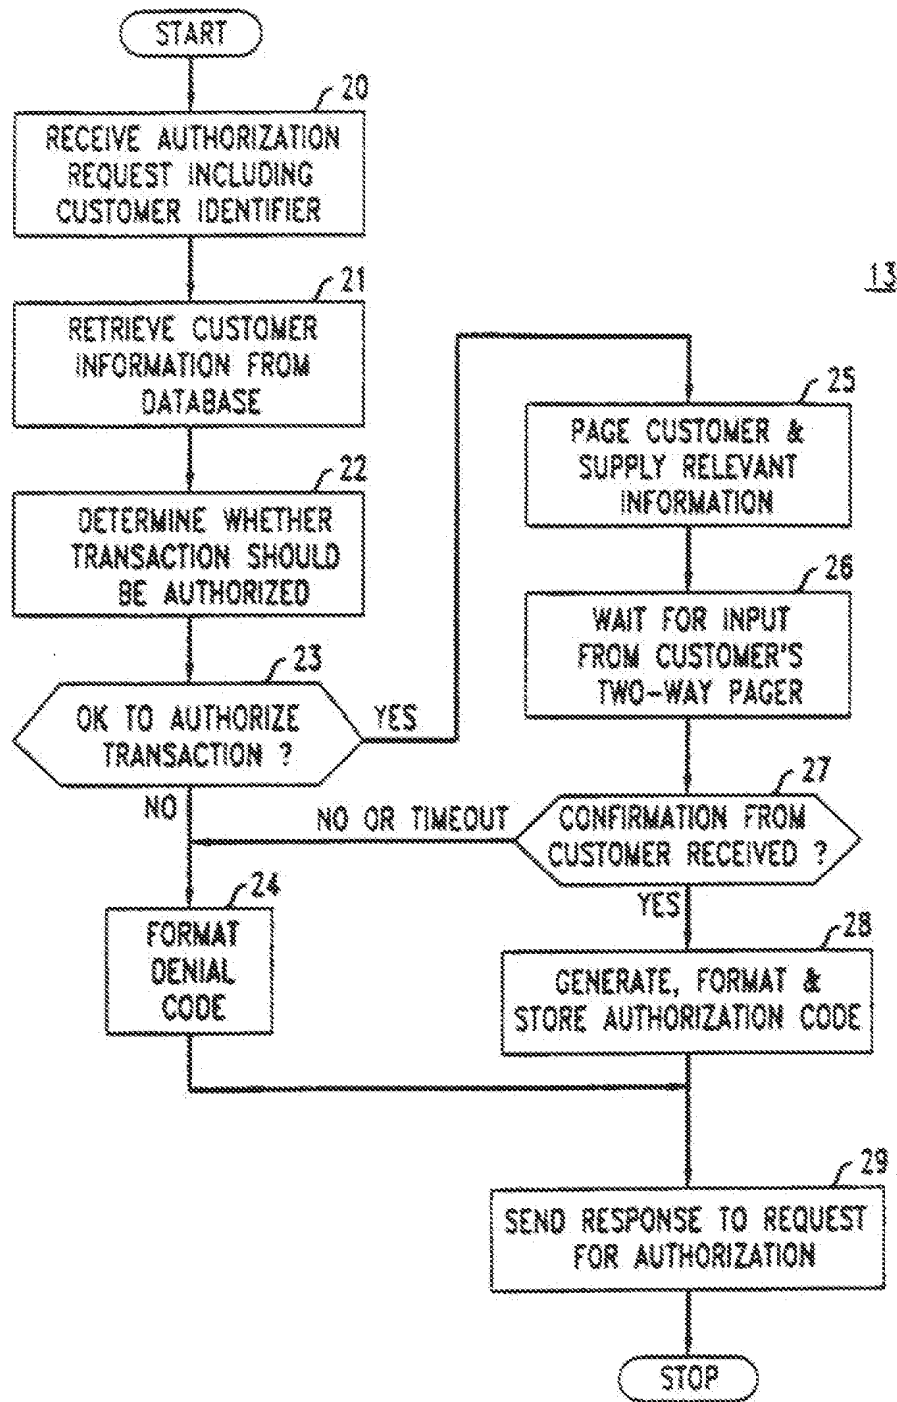 START
20
RECEIVE AUTHORIZATION
REQUEST INCLUDING
CUSTOMER IDENTIFIER
21
RETRIEVE CUSTOMER
INFORMATION FROM
DATABASE
22
DETERMINE WHETHER
TRANSACTION SHOULD
BE AUTHORIZED
23
OK TO AUTHORIZE
TRANSACTION ?
YES
NO
24
FORMAT
DENIAL
CODE
13
25
PAGE CUSTOMER &
SUPPLY RELEVANT
INFORMATION
26
WAIT FOR INPUT
FROM CUSTOMER'S
TWO-WAY PAGER
27
CONFIRMATION FROM
CUSTOMER RECEIVED ?
NO OR TIMEOUT
YES
28
GENERATE, FORMAT &
STORE AUTHORIZATION CODE
29
SEND RESPONSE TO REQUEST
FOR AUTHORIZATION
STOP